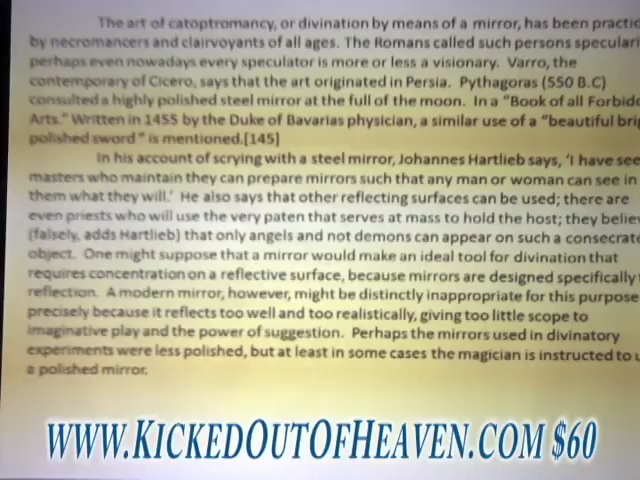 The art of catoptromancy, or divination by means of a mirror, has been practic
by necromancers and clairvoyants of all ages. The Romans called such persons speculari
perhaps even nowadays every speculator is more or less a visionary. Varro, the
contemporary of Cicero, says that the art originated in Persia. Pythagoras (550 B.C)
consulted a highly polished steel mirror at the full of the moon. In a "Book of all Forbidd
Arts." Written in 1455 by the Duke of Bavarias physician, a similar use of a "beautiful brig
polished sword " is mentioned.[145]
In his account of scrying with a steel mirror, Johannes Hartlieb says, 'I have see
masters who maintain they can prepare mirrors such that any man or woman can see in
them what they will.' He also says that other reflecting surfaces can be used; there are
even priests who will use the very paten that serves at mass to hold the host; they believ
(falsely, adds Hartlieb) that only angels and not demons can appear on such a consecrate
object. One might suppose that a mirror would make an ideal tool for divination that
requires concentration on a reflective surface, because mirrors are designed specifically
reflection. A modern mirror, however, might be distinctly inappropriate for this purpose
precisely because it reflects too well and too realistically, giving too little scope to
imaginative play and the power of suggestion. Perhaps the mirrors used in divinatory
experiments were less polished, but at least in some cases the magician is instructed to u
a polished mirror.
WWW.KICKEDOUTOFHEAVEN.COM $60